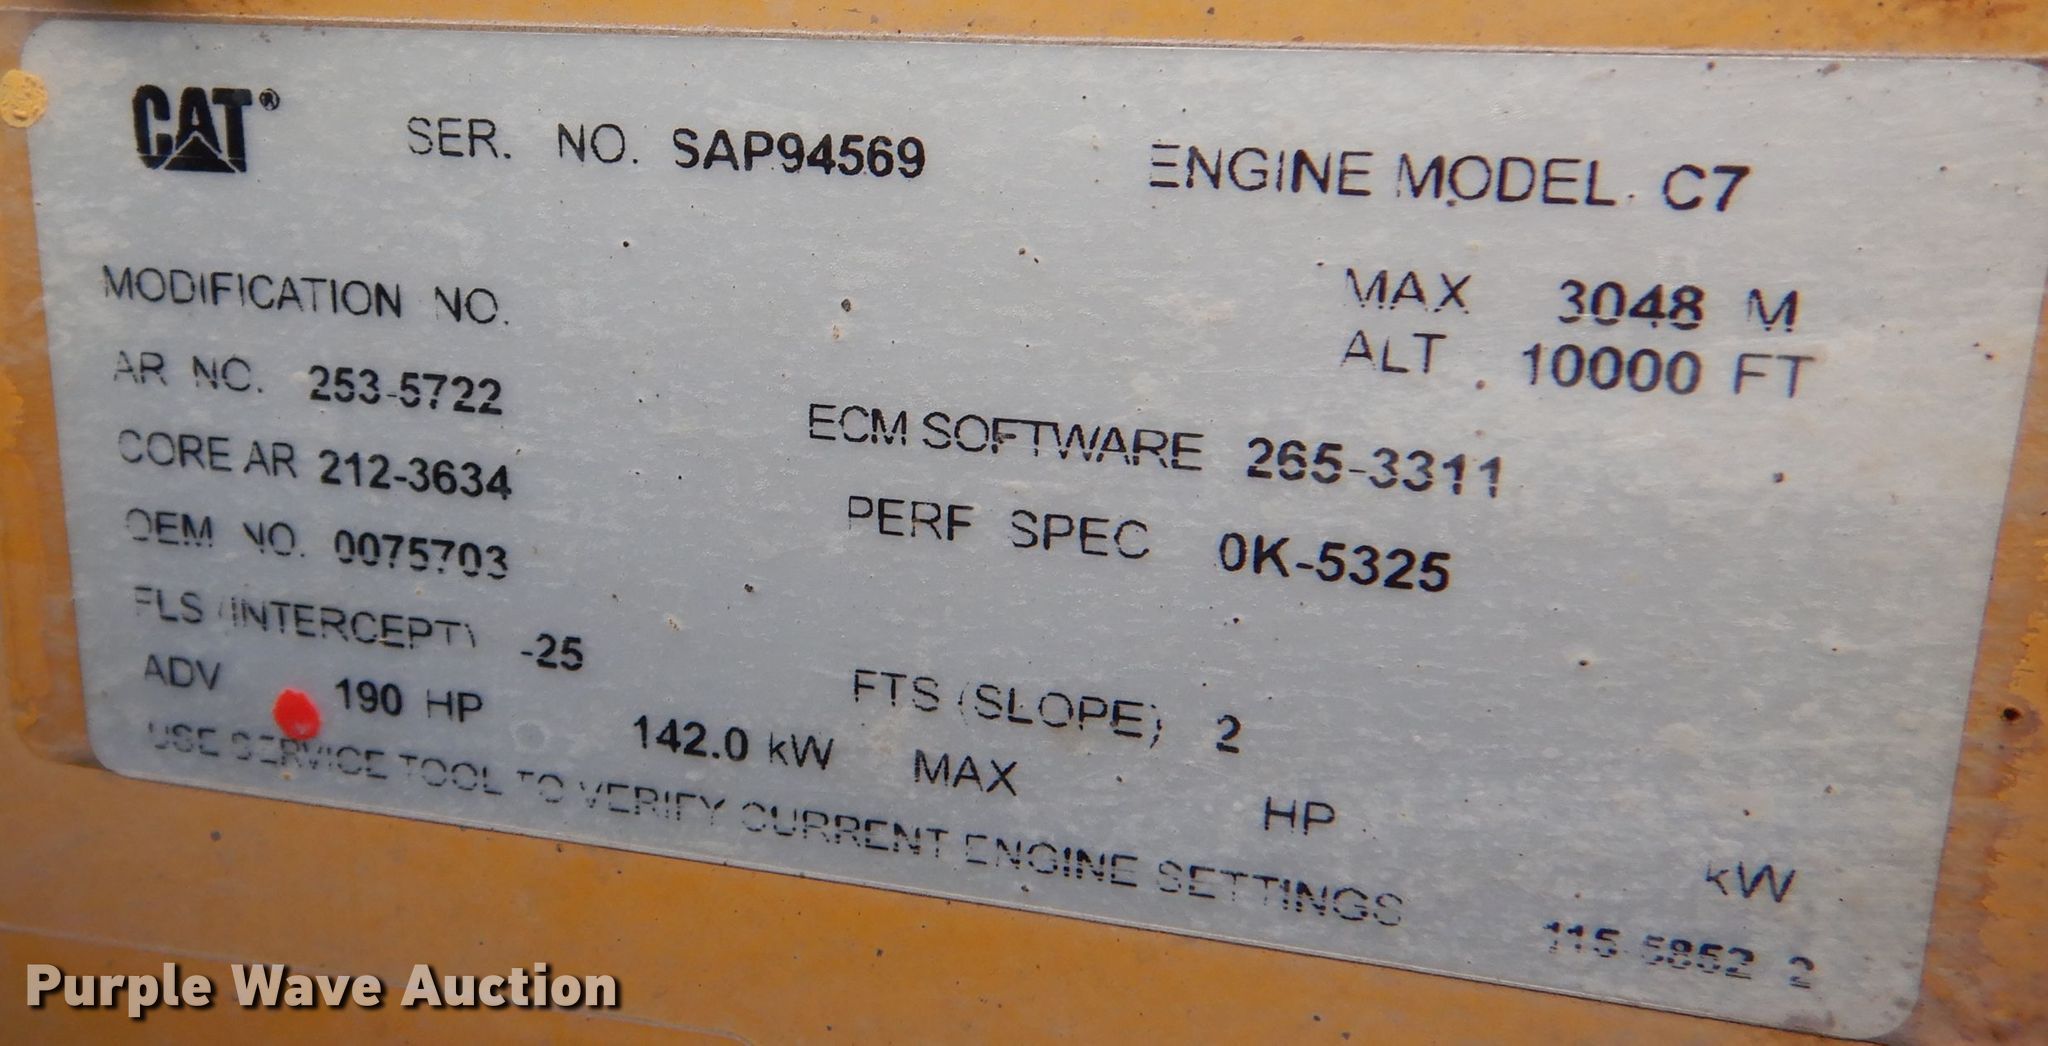 CAT® SER. NO. SAP94569 ENGINE MODEL C7
MODIFICATION NO. MAX 3048 M
ALT 10000 FT
AR NO. 253-5722
ECM SOFTWARE 265-3311
CORE AR 212-3634
PERF SPEC 0K-5325
OEM NO. 0075703
FLS (INTERCEPT) -25 FTS (SLOPE) 2
ADV 190 HP 142.0 kW MAX HP kW
USE SERVICE TOOL TO VERIFY CURRENT ENGINE SETTINGS 115-5852 2
Purple Wave Auction